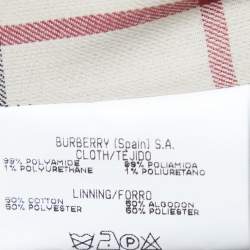 BURBERRY (Spain) S.A.
CLOTH/TEJIDO
99% POLYAMIDE 99% POLIAMIDA
1% POLYURETHANE 1% POLIURETANO
LINNING/FORRO
50% COTTON 50% ALGODON
50% POLYESTER 50% POLIESTER